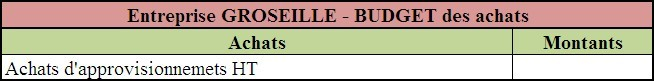 Entreprise GROSEILLE - BUDGET des achats
Achats Montants
Achats d'approvisionnemets HT